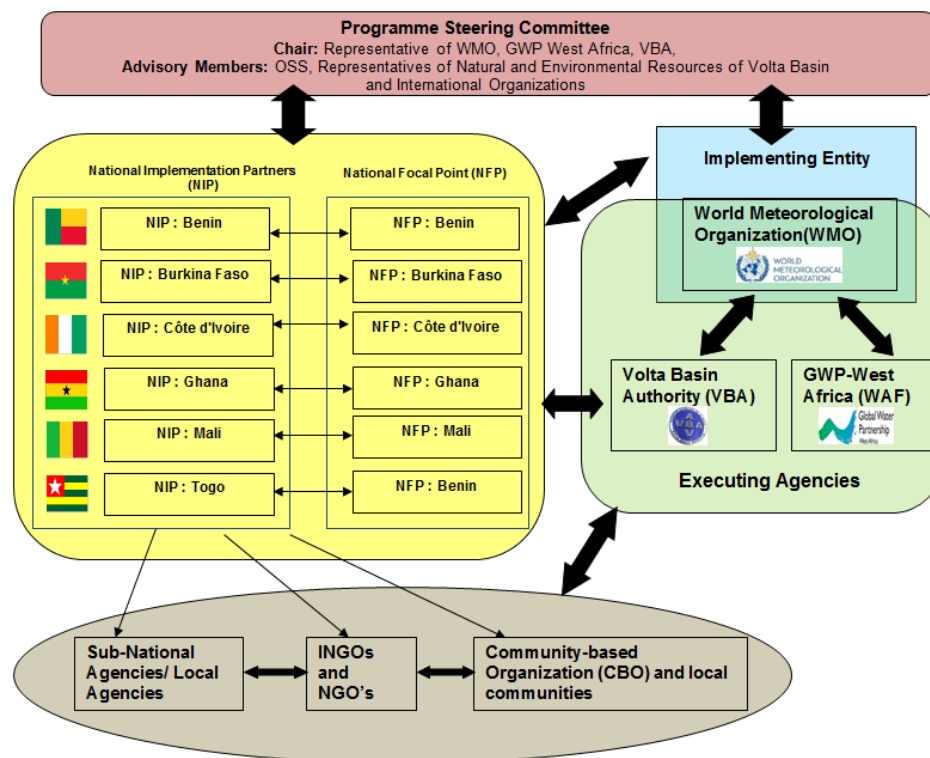 Programme Steering Committee
Chair: Representative of WMO, GWP West Africa, VBA,
Advisory Members: OSS, Representatives of Natural and Environmental Resources of Volta Basin
and International Organizations
National Implementation Partners
(NIP)
National Focal Point (NFP)
NIP : Benin
NFP : Benin
NIP : Burkina Faso
NFP : Burkina Faso
NIP : Côte d'Ivoire
NFP : Côte d'Ivoire
NIP : Ghana
NFP : Ghana
NIP : Mali
NFP : Mali
NIP : Togo
NFP : Benin
Implementing Entity
World Meteorological
Organization(WMO)
WORLD
METEOROLOGICAL
ORGANIZATION
Volta Basin
Authority (VBA)
GWP-West
Africa (WAF)
Global Water
Partnership
West Africa
Executing Agencies
Sub-National
Agencies/ Local
Agencies
INGOs
and
NGO's
Community-based
Organization (CBO) and local
communities